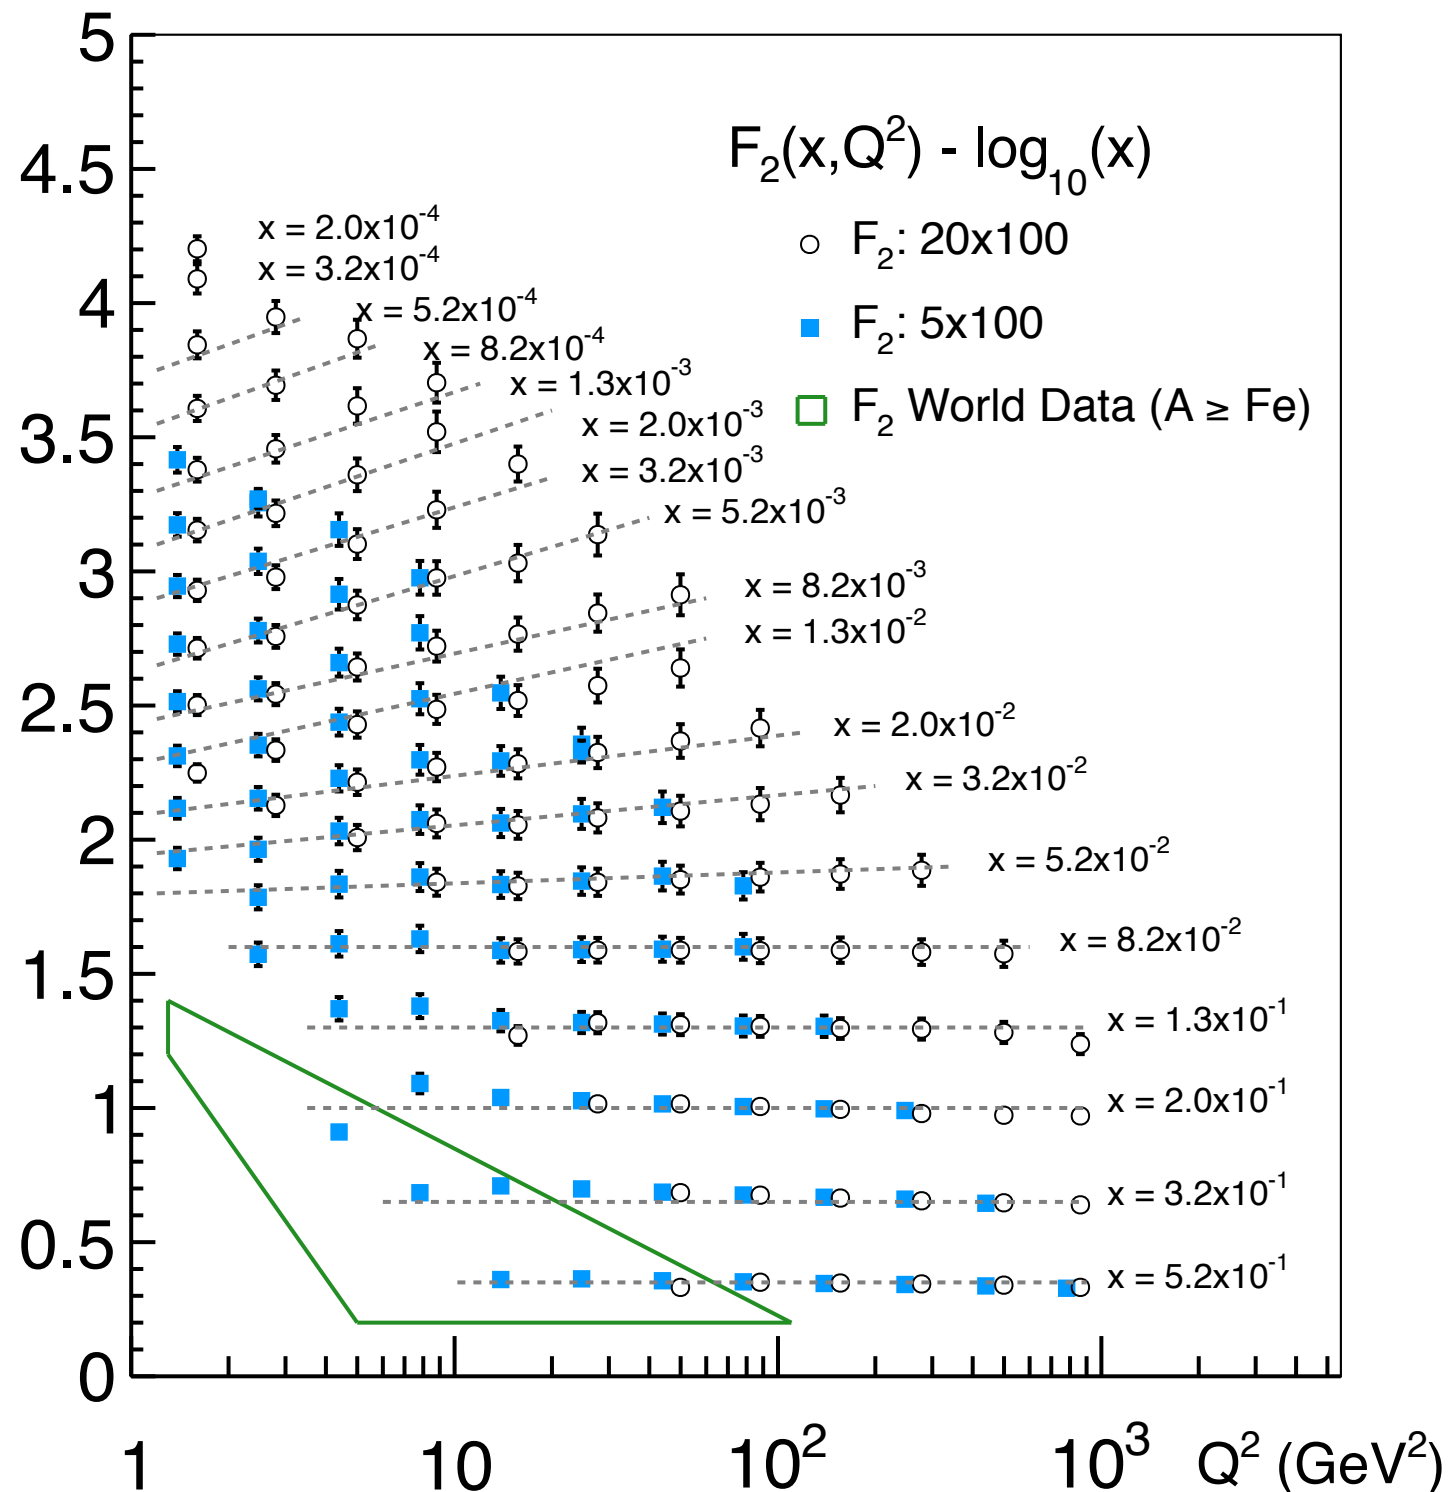 5
4.5
4
3.5
3
2.5
2
1.5
1
0.5
0
F₂(x,Q²) - log₁₀(x)
F₂: 20x100
F₂: 5x100
F₂ World Data (A ≥ Fe)
x = 2.0x10⁻⁴
x = 3.2x10⁻⁴
x = 5.2x10⁻⁴
x = 8.2x10⁻⁴
x = 1.3x10⁻³
x = 2.0x10⁻³
x = 3.2x10⁻³
x = 5.2x10⁻³
x = 8.2x10⁻³
x = 1.3x10⁻²
x = 2.0x10⁻²
x = 3.2x10⁻²
x = 5.2x10⁻²
x = 8.2x10⁻²
x = 1.3x10⁻¹
x = 2.0x10⁻¹
x = 3.2x10⁻¹
x = 5.2x10⁻¹
1 10 10² 10³ Q² (GeV²)